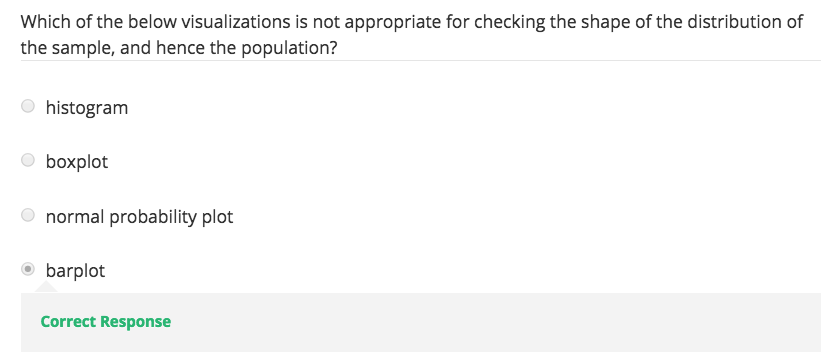 Which of the below visualizations is not appropriate for checking the shape of the distribution of
the sample, and hence the population?
histogram
boxplot
normal probability plot
barplot
Correct Response